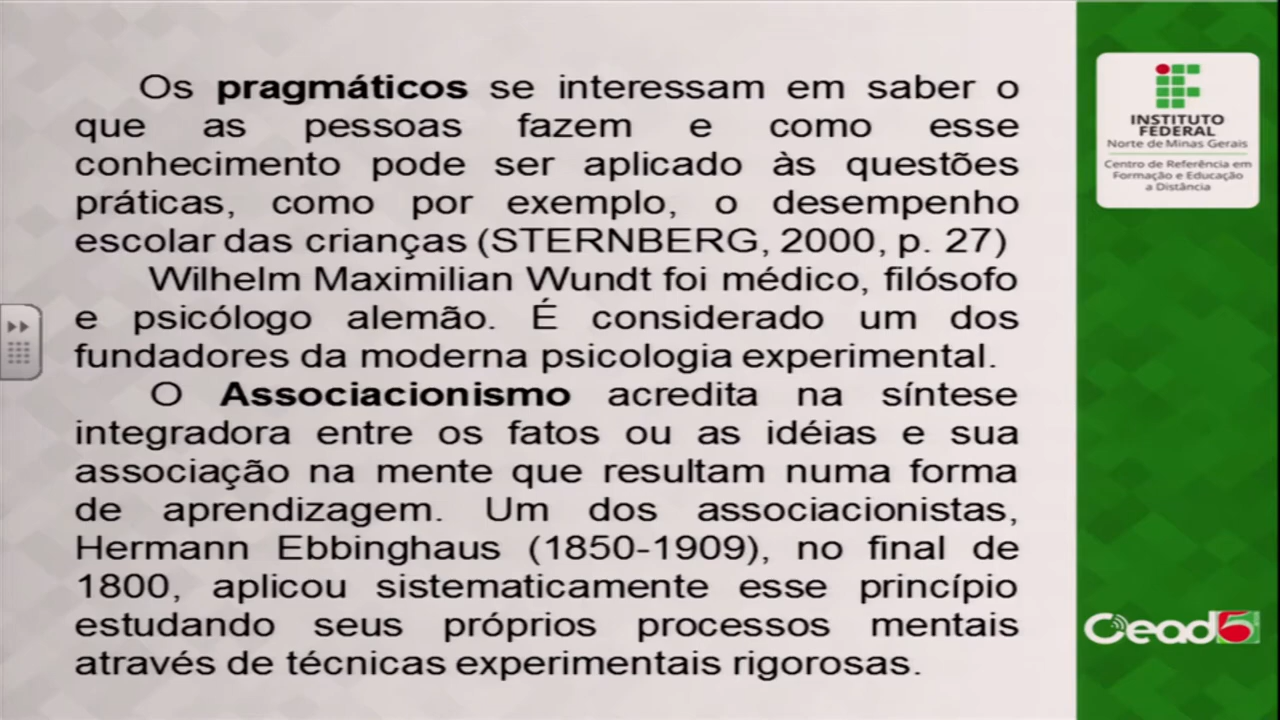 Os pragmáticos se interessam em saber o
que as pessoas fazem e como esse
conhecimento pode ser aplicado às questões
práticas, como por exemplo, o desempenho
escolar das crianças (STERNBERG, 2000, p. 27)
Wilhelm Maximilian Wundt foi médico, filósofo
e psicólogo alemão. É considerado um dos
fundadores da moderna psicologia experimental.
O Associacionismo acredita na síntese
integradora entre os fatos ou as idéias e sua
associação na mente que resultam numa forma
de aprendizagem. Um dos associacionistas,
Hermann Ebbinghaus (1850-1909), no final de
1800, aplicou sistematicamente esse princípio
estudando seus próprios processos mentais
através de técnicas experimentais rigorosas.
INSTITUTO
FEDERAL
Norte de Minas Gerais
Centro de Referência em
Formação e Educação
a Distância
Cead5